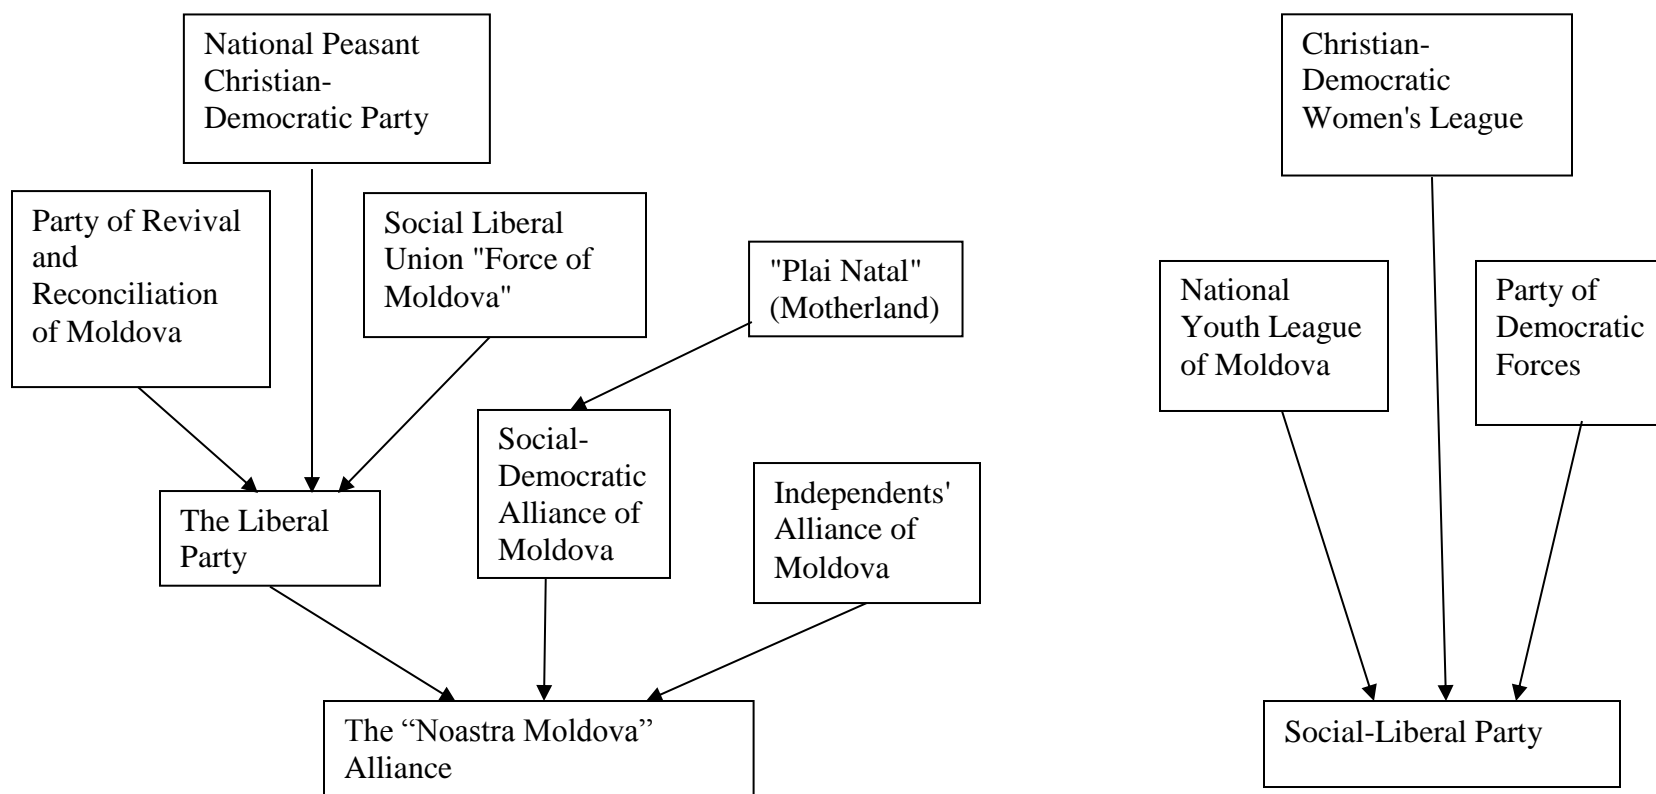 National Peasant
Christian-
Democratic Party
Christian-
Democratic
Women's League
Party of Revival
and
Reconciliation
of Moldova
Social Liberal
Union "Force of
Moldova"
"Plai Natal"
(Motherland)
National
Youth League
of Moldova
Party of
Democratic
Forces
Social-
Democratic
Alliance of
Moldova
Independents'
Alliance of
Moldova
The Liberal
Party
The “Noastra Moldova”
Alliance
Social-Liberal Party